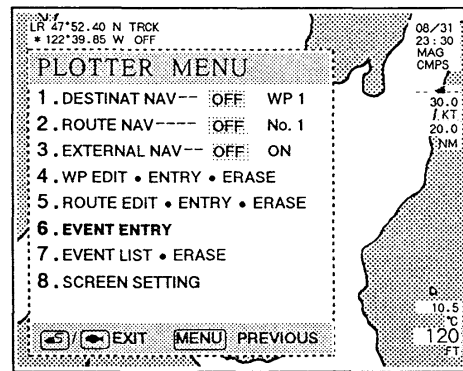 LR 47°52.40 N TRCK
* 122°39.85 W OFF
PLOTTER MENU
1. DESTINAT NAV-- OFF WP 1
2. ROUTE NAV---- OFF No. 1
3. EXTERNAL NAV-- OFF ON
4. WP EDIT • ENTRY • ERASE
5. ROUTE EDIT • ENTRY • ERASE
6. EVENT ENTRY
7. EVENT LIST • ERASE
8. SCREEN SETTING
/ EXIT MENU PREVIOUS
08/31
23:30
MAG
CMPS
30.0
KT
20.0
NM
D
10.5
°C
120
FT